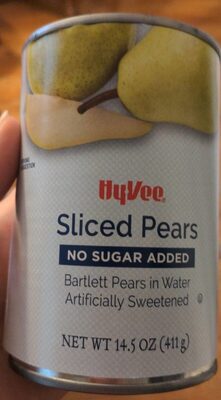 HyVee
Sliced Pears
NO SUGAR ADDED
Bartlett Pears in Water
Artificially Sweetened
NET WT 14.5 OZ (411g)